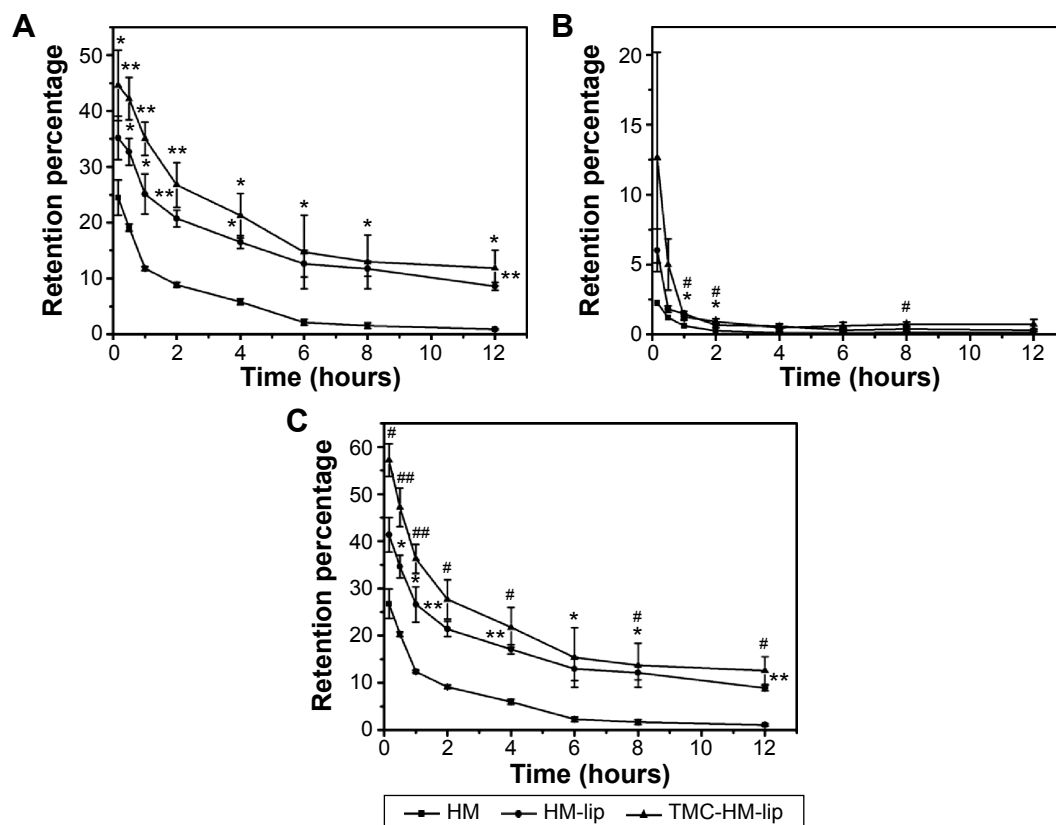 A
Retention percentage
50
40
30
20
10
0
* ** ** ** * * * *
* * ** * **
0 2 4 6 8 10 12
Time (hours)
B
Retention percentage
20
15
10
5
0
# # #
* *
0 2 4 6 8 10 12
Time (hours)
C
Retention percentage
60
50
40
30
20
10
0
# ## ## # # * # #
* * ** ** * **
0 2 4 6 8 10 12
Time (hours)
HM HM-lip TMC-HM-lip